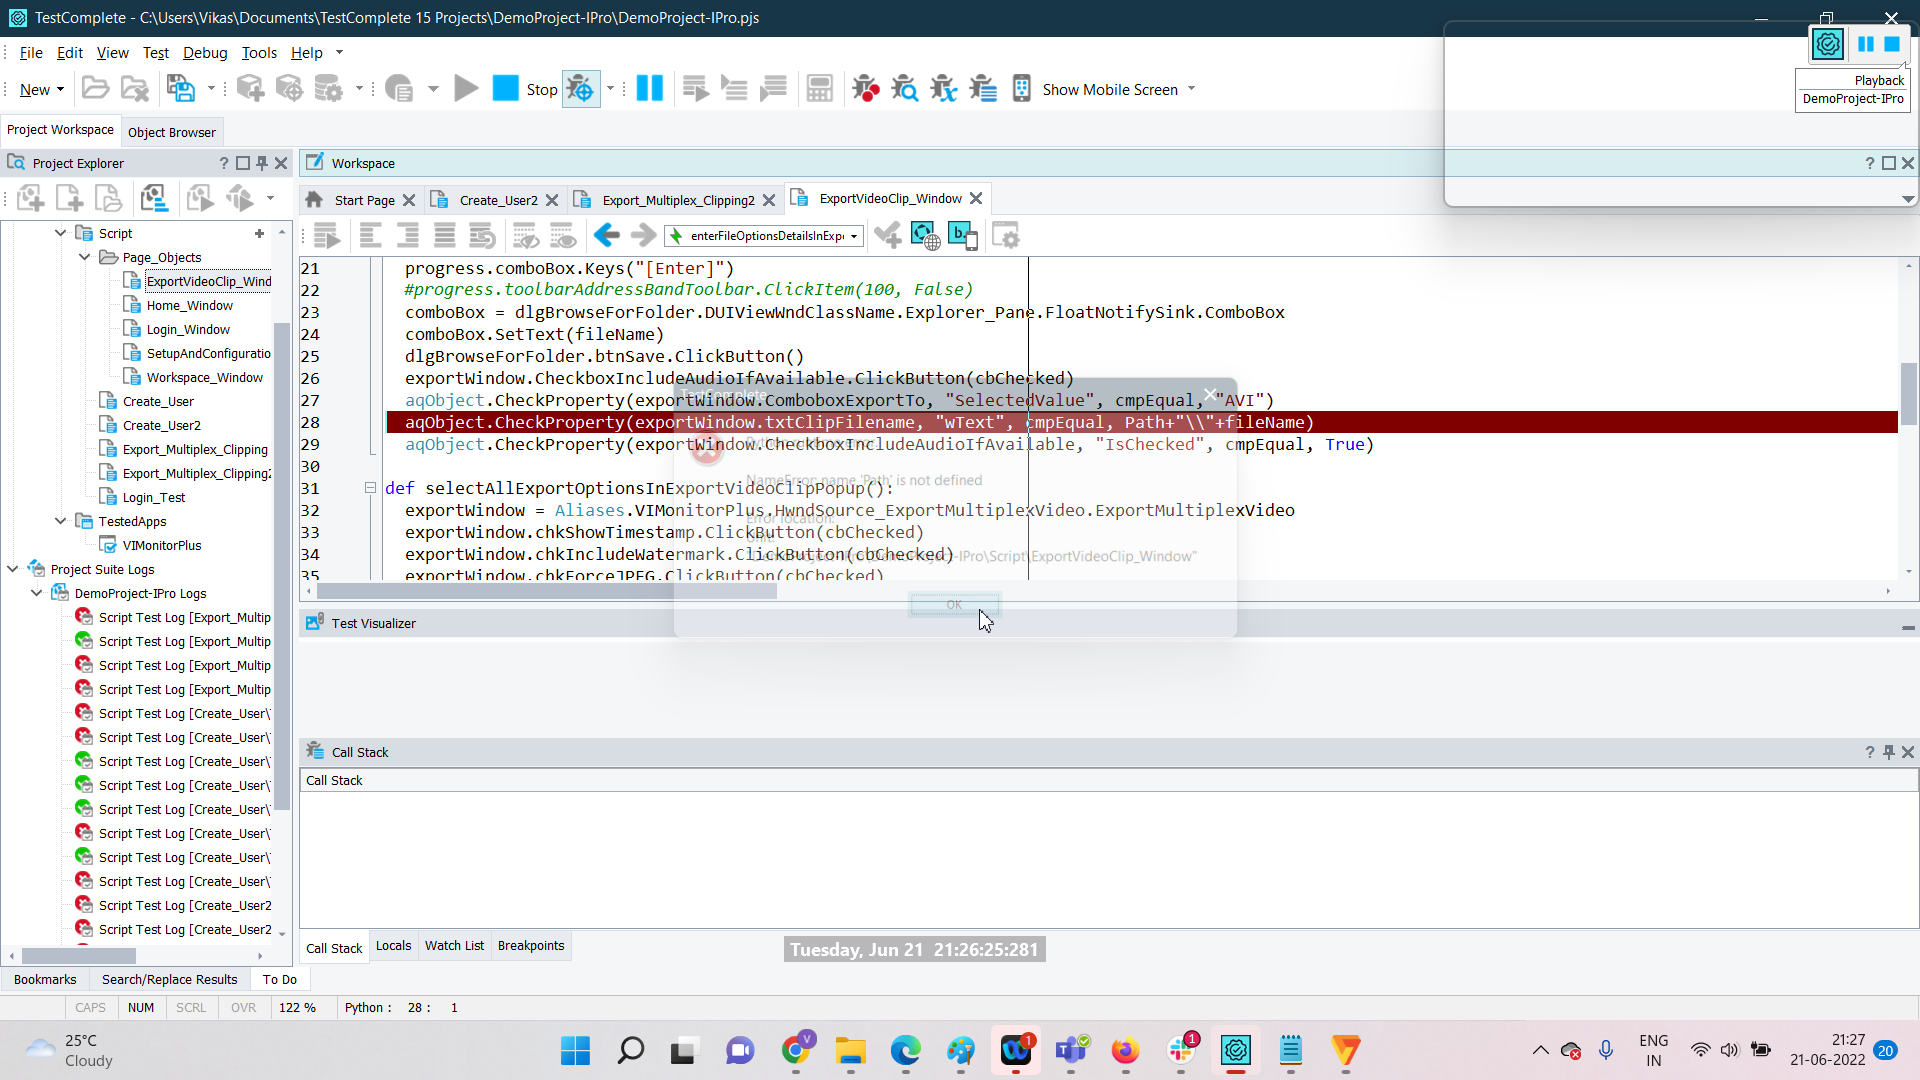 TestComplete - C:\Users\Vikas\Documents\TestComplete 15 Projects\DemoProject-IPro\DemoProject-IPro.pjs
File Edit View Test Debug Tools Help
New
Stop
Show Mobile Screen
Playback
DemoProject-IPro
Project Workspace
Object Browser
Project Explorer
Workspace
Start Page
Create_User2
Export_Multiplex_Clipping2
ExportVideoClip_Window
enterFileOptionsDetailsInExp
Script
Page_Objects
ExportVideoClip_Wind
Home_Window
Login_Window
SetupAndConfiguratio
Workspace_Window
Create_User
Create_User2
Export_Multiplex_Clipping
Export_Multiplex_Clipping2
Login_Test
TestedApps
VIMonitorPlus
Project Suite Logs
DemoProject-IPro Logs
Script Test Log [Export_Multip
Script Test Log [Export_Multip
Script Test Log [Export_Multip
Script Test Log [Export_Multip
Script Test Log [Create_User\
Script Test Log [Create_User\
Script Test Log [Create_User\
Script Test Log [Create_User\
Script Test Log [Create_User\
Script Test Log [Create_User\
Script Test Log [Create_User\
Script Test Log [Create_User\
Script Test Log [Create_User2
Script Test Log [Create_User2
21 progress.comboBox.Keys("[Enter]")
22 #progress.toolbarAddressBandToolbar.ClickItem(100, False)
23 comboBox = dlgBrowseForFolder.DUIViewWndClassName.Explorer_Pane.FloatNotifySink.ComboBox
24 comboBox.SetText(fileName)
25 dlgBrowseForFolder.btnSave.ClickButton()
26 exportWindow.CheckboxIncludeAudioIfAvailable.ClickButton(cbChecked)
27 aqObject.CheckProperty(exportWindow.ComboboxExportTo, "SelectedValue", cmpEqual, "AVI")
28 aqObject.CheckProperty(exportWindow.txtClipFilename, "wText", cmpEqual, Path+"\\"+fileName)
29 aqObject.CheckProperty(exportWindow.CheckboxIncludeAudioIfAvailable, "IsChecked", cmpEqual, True)
30
31 def selectAllExportOptionsInExportVideoClipPopup():
32 exportWindow = Aliases.VIMonitorPlus.HwndSource_ExportMultiplexVideo.ExportMultiplexVideo
33 exportWindow.chkShowTimestamp.ClickButton(cbChecked)
34 exportWindow.chkIncludeWatermark.ClickButton(cbChecked)
35 exportWindow.chkForceJPEG.ClickButton(cbChecked)
TestComplete
Python runtime error.
NameError: name 'Path' is not defined
Error location:
Unit:
"DemoProject-IPro\DemoProject-IPro\Script\ExportVideoClip_Window"
OK
Test Visualizer
Call Stack
Call Stack
Call Stack Locals Watch List Breakpoints
Tuesday, Jun 21 21:26:25:281
Bookmarks Search/Replace Results To Do
CAPS NUM SCRL OVR 122 % Python : 28 : 1
25°C
Cloudy
V
1
1
ENG
IN
21:27
21-06-2022
20